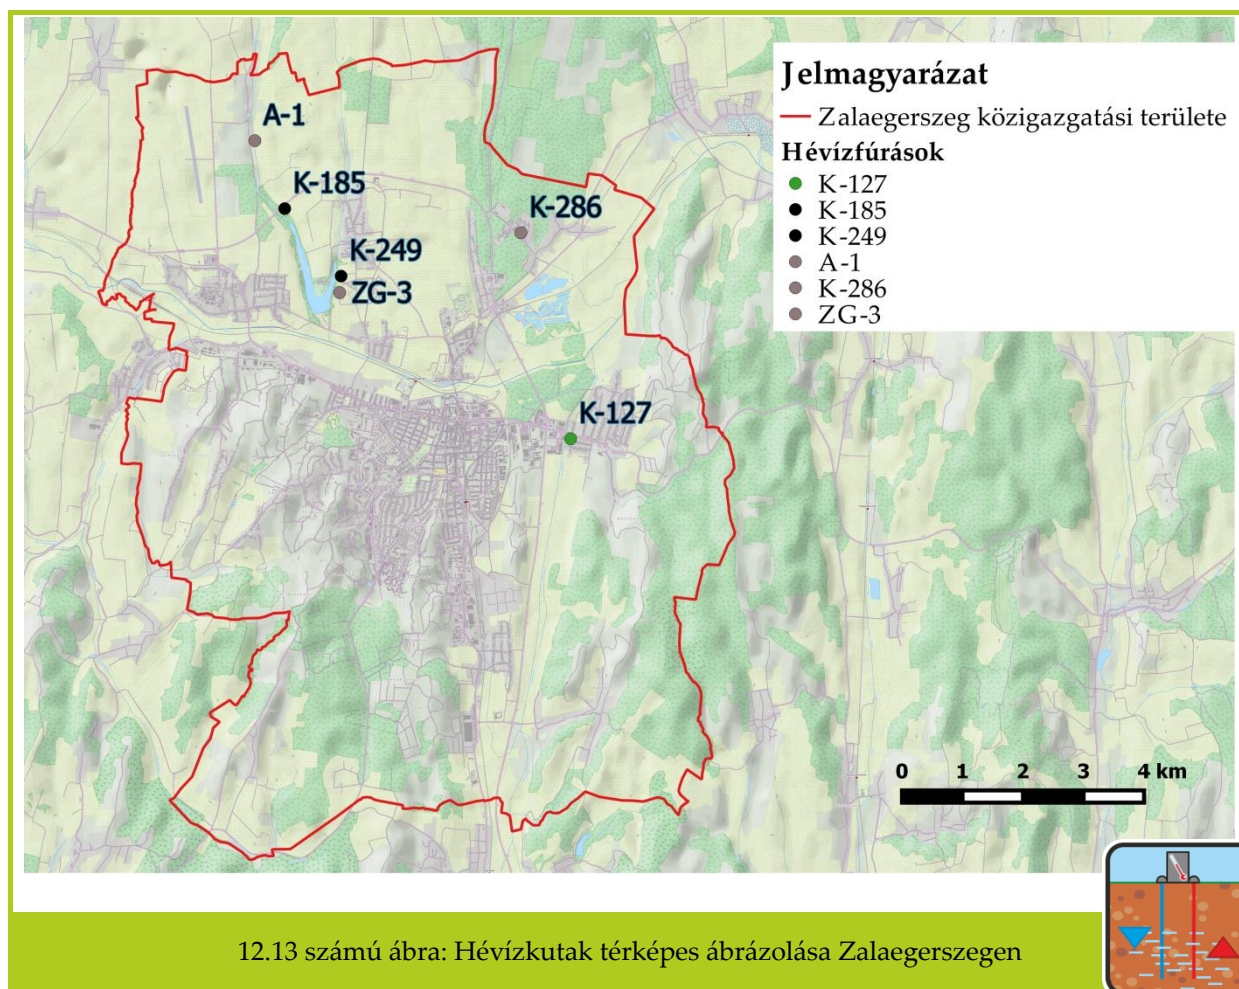 A-1
K-185
K-286
K-249
ZG-3
K-127
Jelmagyarázat
Zalaegerszeg közigazgatási területe
Hévízfúrások
K-127
K-185
K-249
A-1
K-286
ZG-3
0 1 2 3 4 km
12.13 számú ábra: Hévízkutak térképes ábrázolása Zalaegerszegen